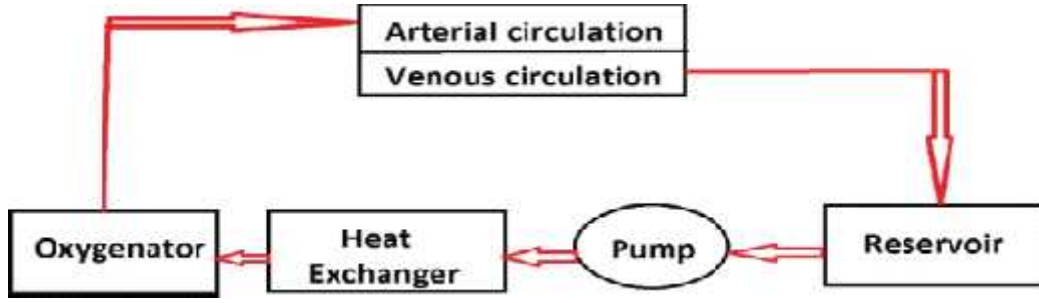 Arterial circulation
Venous circulation
Oxygenator
Heat
Exchanger
Pump
Reservoir